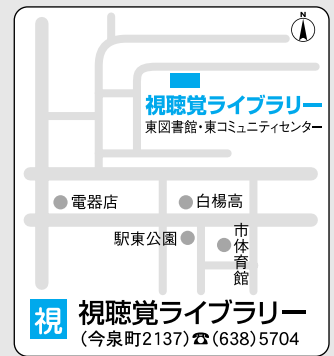 N
視聴覚ライブラリー
東図書館・東コミュニティセンター
電器店
白楊高
駅東公園
市体育館
視
視聴覚ライブラリー
(今泉町2137)☎(638)5704